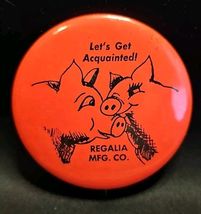 Let's Get
Acquainted!
REGALIA
MFG. CO.